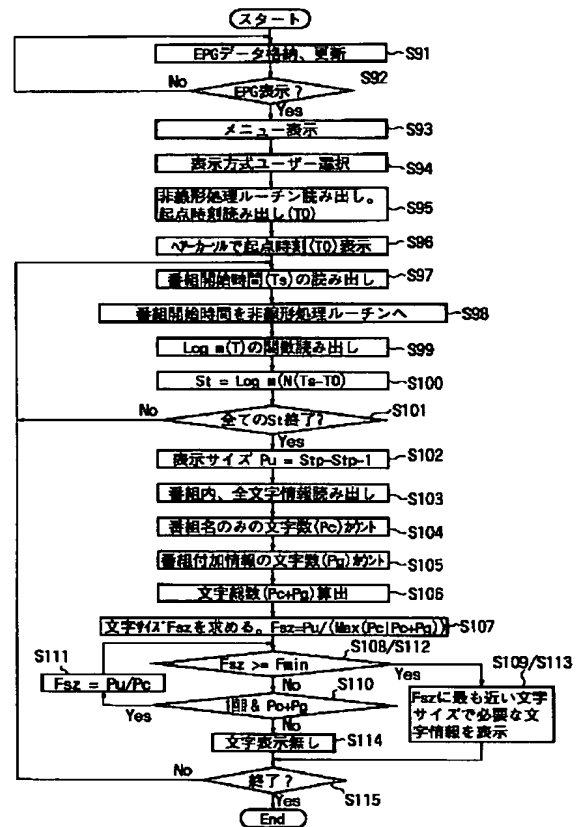 スタート
EPGデータ格納、更新
S91
No
EPG表示?
S92
Yes
メニュー表示
S93
表示方式ユーザー選択
S94
非線形処理ルーチン読み出し。
起点時刻読み出し(T0)
S95
ヘアーカーソルで起点時刻(T0)表示
S96
番組開始時間(Ts)の読み出し
S97
番組開始時間を非線形処理ルーチンへ
S98
Log m(T)の関数読み出し
S99
St = Log m(N(Ts-T0)
S100
No
全てのSt終了?
S101
Yes
表示サイズ Pu = Stp-Stp-1
S102
番組内、全文字情報読み出し
S103
番組名のみの文字数(Pc)カウント
S104
番組付加情報の文字数(Pg)カウント
S105
文字総数(Pc+Pg)算出
S106
文字サイズFszを求める。Fsz=Pu/(Max(Pc|Pc+Pg))
S107
S111
Fsz = Pu/Pc
Fsz >= Fmin
S108/S112
Yes
No
S109/S113
Fszに最も近い文字
サイズで必要な文
字情報を表示
1回 & Pc+Pg
S110
Yes
No
文字表示無し
S114
No
終了?
S115
Yes
End